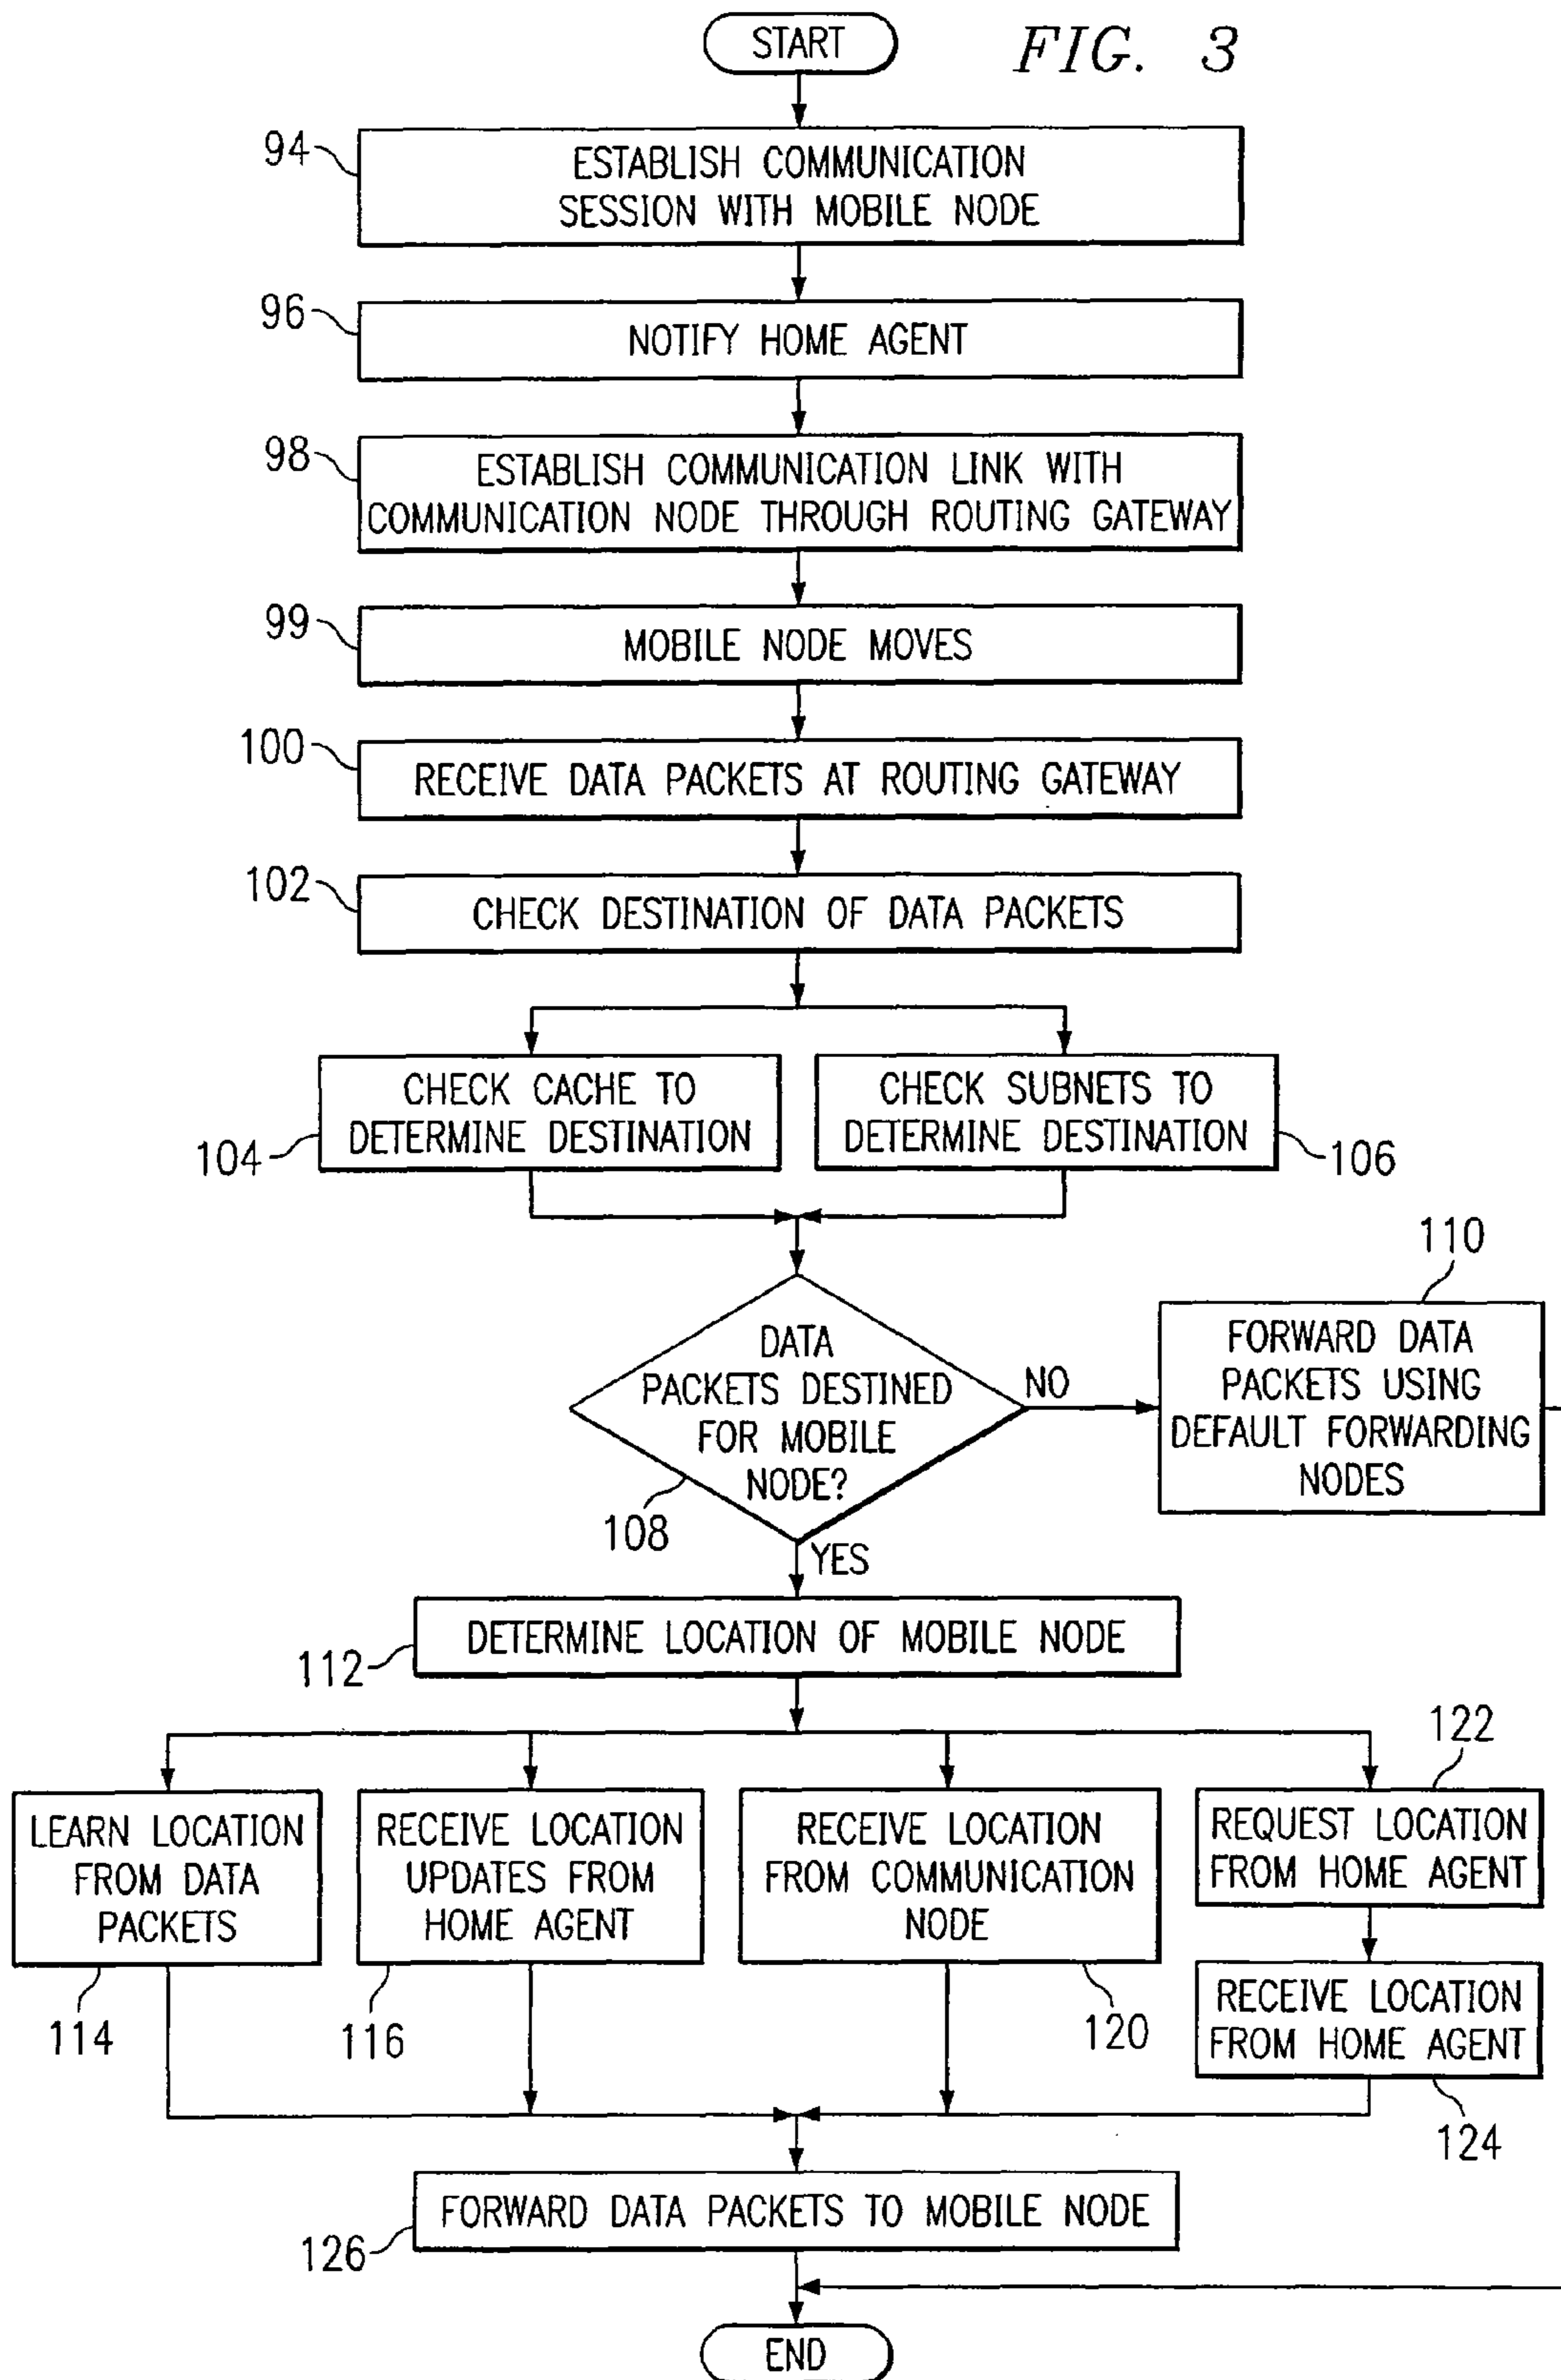 START
FIG. 3
94
ESTABLISH COMMUNICATION
SESSION WITH MOBILE NODE
96
NOTIFY HOME AGENT
98
ESTABLISH COMMUNICATION LINK WITH
COMMUNICATION NODE THROUGH ROUTING GATEWAY
99
MOBILE NODE MOVES
100
RECEIVE DATA PACKETS AT ROUTING GATEWAY
102
CHECK DESTINATION OF DATA PACKETS
CHECK CACHE TO
DETERMINE DESTINATION
104
CHECK SUBNETS TO
DETERMINE DESTINATION
106
DATA
PACKETS DESTINED
FOR MOBILE
NODE?
108
NO
110
FORWARD DATA
PACKETS USING
DEFAULT FORWARDING
NODES
YES
DETERMINE LOCATION OF MOBILE NODE
112
LEARN LOCATION
FROM DATA
PACKETS
114
RECEIVE LOCATION
UPDATES FROM
HOME AGENT
116
RECEIVE LOCATION
FROM COMMUNICATION
NODE
120
122
REQUEST LOCATION
FROM HOME AGENT
RECEIVE LOCATION
FROM HOME AGENT
124
FORWARD DATA PACKETS TO MOBILE NODE
126
END